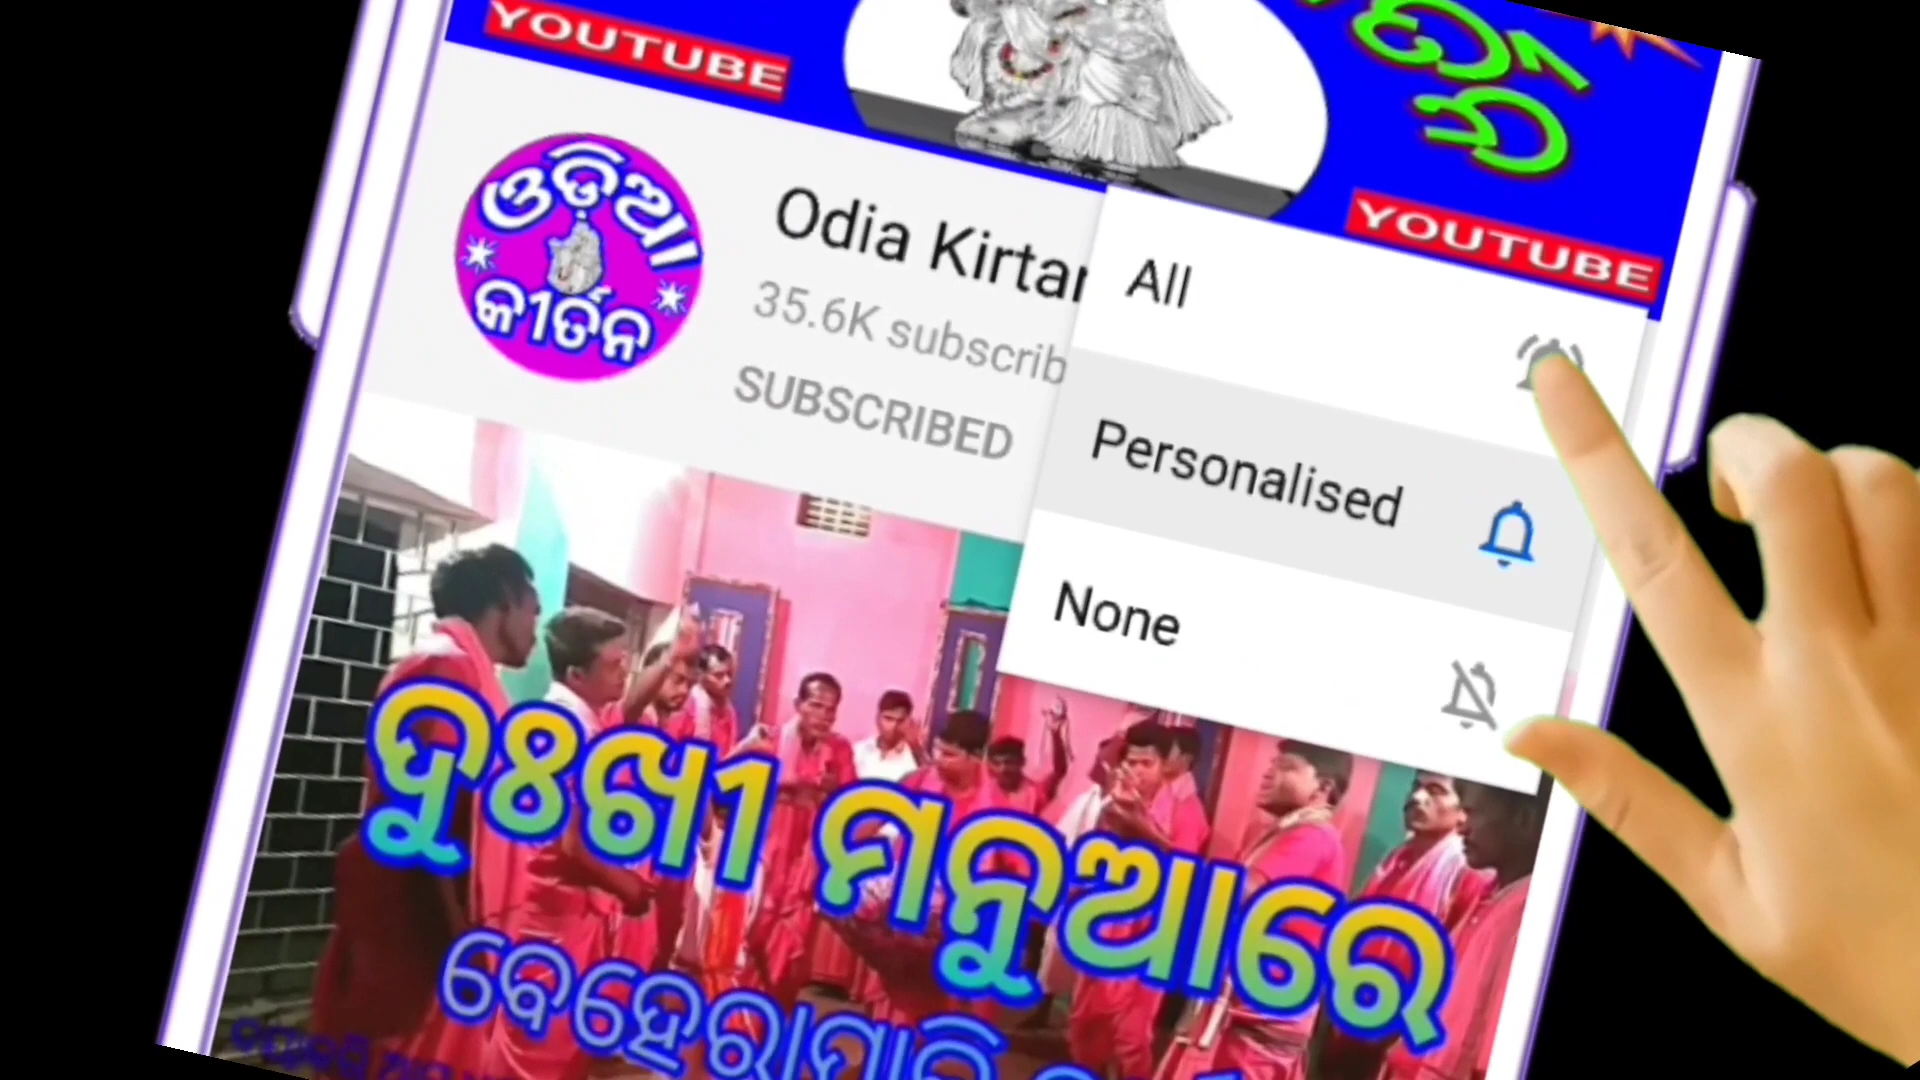 YOUTUBE
YOUTUBE
ଓଡ଼ିଆ
କୀର୍ତନ
Odia Kirtan
35.6K subscrib
SUBSCRIBED
All
Personalised
None
ଦୁଃଖୀ ମନୁଆରେ